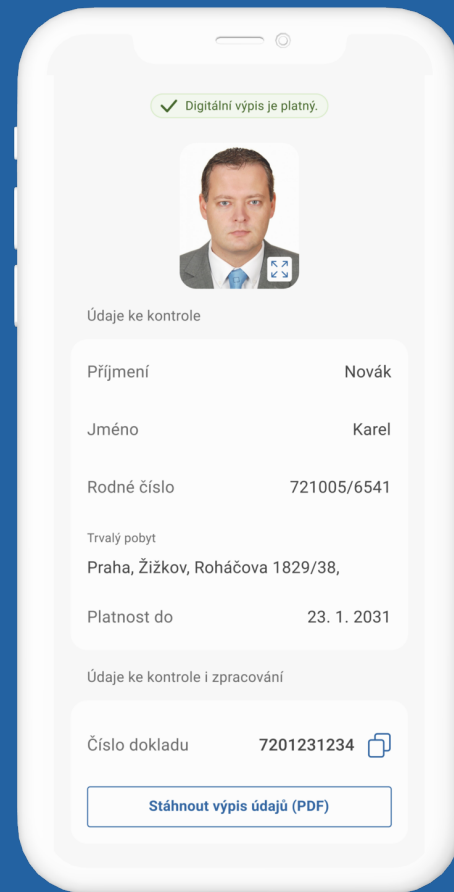 Digitální výpis je platný.
Údaje ke kontrole
Příjmení Novák
Jméno Karel
Rodné číslo 721005/6541
Trvalý pobyt
Praha, Žižkov, Roháčova 1829/38,
Platnost do 23. 1. 2031
Údaje ke kontrole i zpracování
Číslo dokladu 7201231234
Stáhnout výpis údajů (PDF)